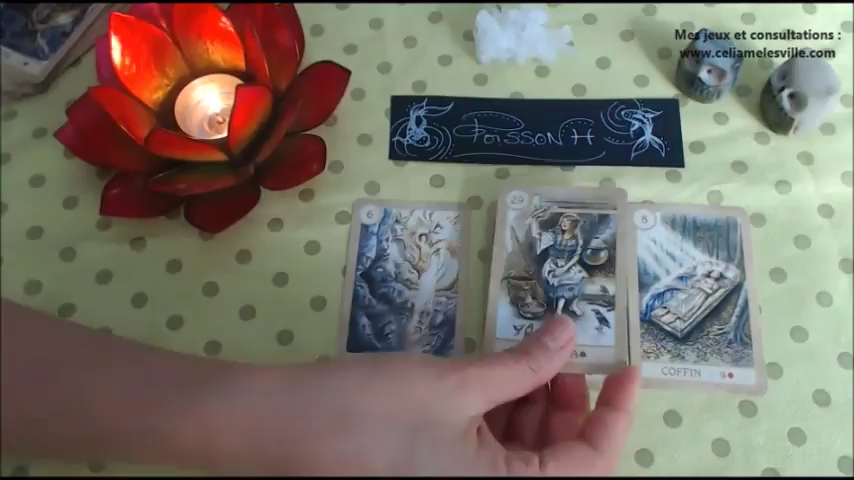 Mes jeux et consultations :
www.celiamelesville.com
Poisson H
6
29
8
COFFIN 9♦